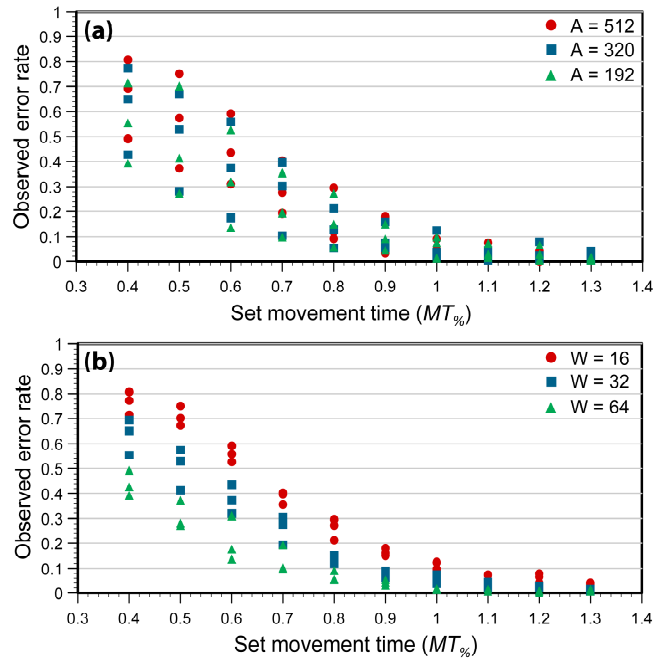 (a)
A = 512
A = 320
A = 192
Observed error rate
1
0.9
0.8
0.7
0.6
0.5
0.4
0.3
0.2
0.1
0
0.3 0.4 0.5 0.6 0.7 0.8 0.9 1 1.1 1.2 1.3 1.4
Set movement time (MT%)
(b)
W = 16
W = 32
W = 64
Observed error rate
1
0.9
0.8
0.7
0.6
0.5
0.4
0.3
0.2
0.1
0
0.3 0.4 0.5 0.6 0.7 0.8 0.9 1 1.1 1.2 1.3 1.4
Set movement time (MT%)